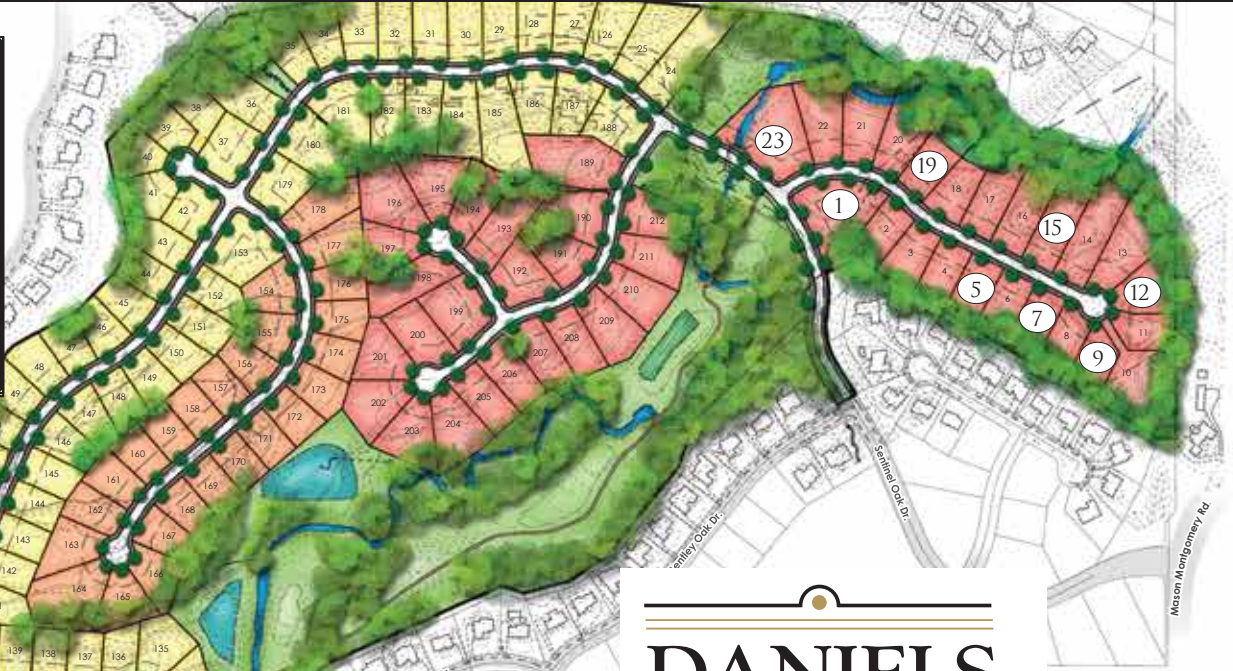 34 33 32 31 30 29 28 27 26 25 24
35
36 37 38 39 40 41 42 43 44 45 46 47 48 49
181 182 183 184 185 186 187 188
180 179 178 177 176 175 174 173 172 171 170 169 168 167 166 165 164 163 162 161 160 159 158 157 156 155 154
153 152 151 150 149 148 147 146 145 144 143 142
139 138 137 136 135
189 190 191 192 193 194 195 196 197 198 199 200 201 202 203 204 205 206 207 208 209 210 211 212
23 22 21 20 19 18 17 16 15 14 13 12 11 10 9 8 7 6 5 4 3 2 1
Sentinel Oak Dr.
entley Oak Dr.
Mason Montgomery Rd
DANIELS